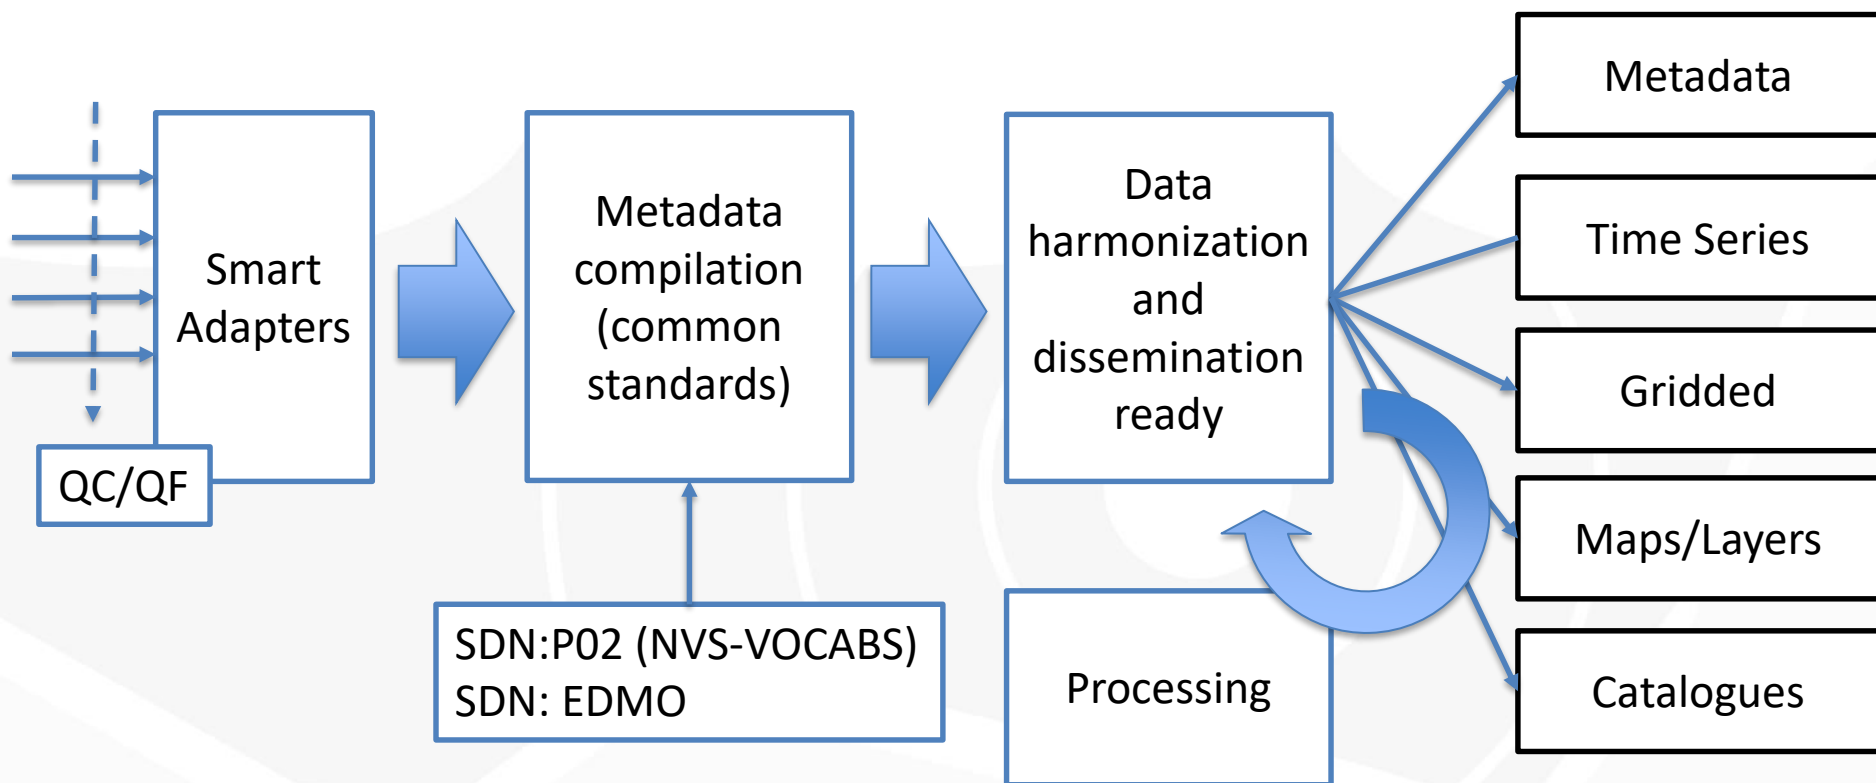 Smart
Adapters
QC/QF
Metadata
compilation
(common
standards)
SDN:P02 (NVS-VOCABS)
SDN: EDMO
Data
harmonization
and
dissemination
ready
Processing
Metadata
Time Series
Gridded
Maps/Layers
Catalogues